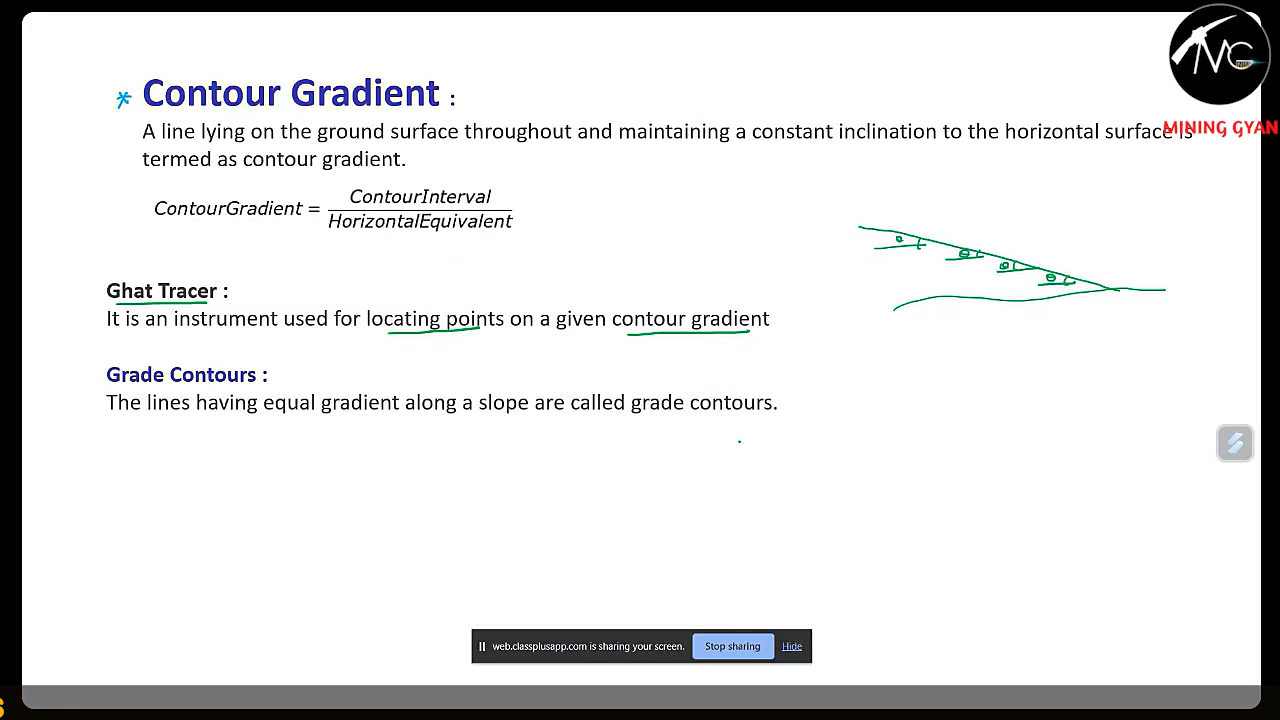 * Contour Gradient :
A line lying on the ground surface throughout and maintaining a constant inclination to the horizontal surface is
termed as contour gradient.
ContourGradient = ContourInterval
HorizontalEquivalent
θ θ θ θ
Ghat Tracer :
It is an instrument used for locating points on a given contour gradient
Grade Contours :
The lines having equal gradient along a slope are called grade contours.
MG
MINING GYAN
web.classplusapp.com is sharing your screen. Stop sharing Hide